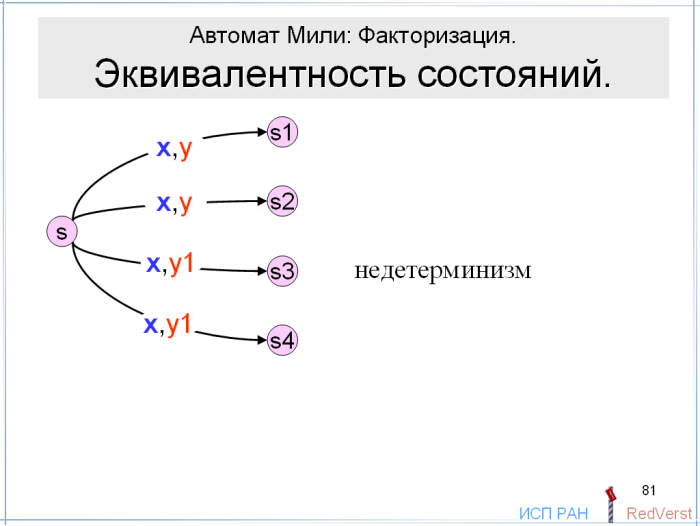 Автомат Мили: Факторизация.
Эквивалентность состояний.
s1
x,y
x,y
s2
s
x,y1
s3
недетерминизм
x,y1
s4
81
ИСП РАН
RedVerst